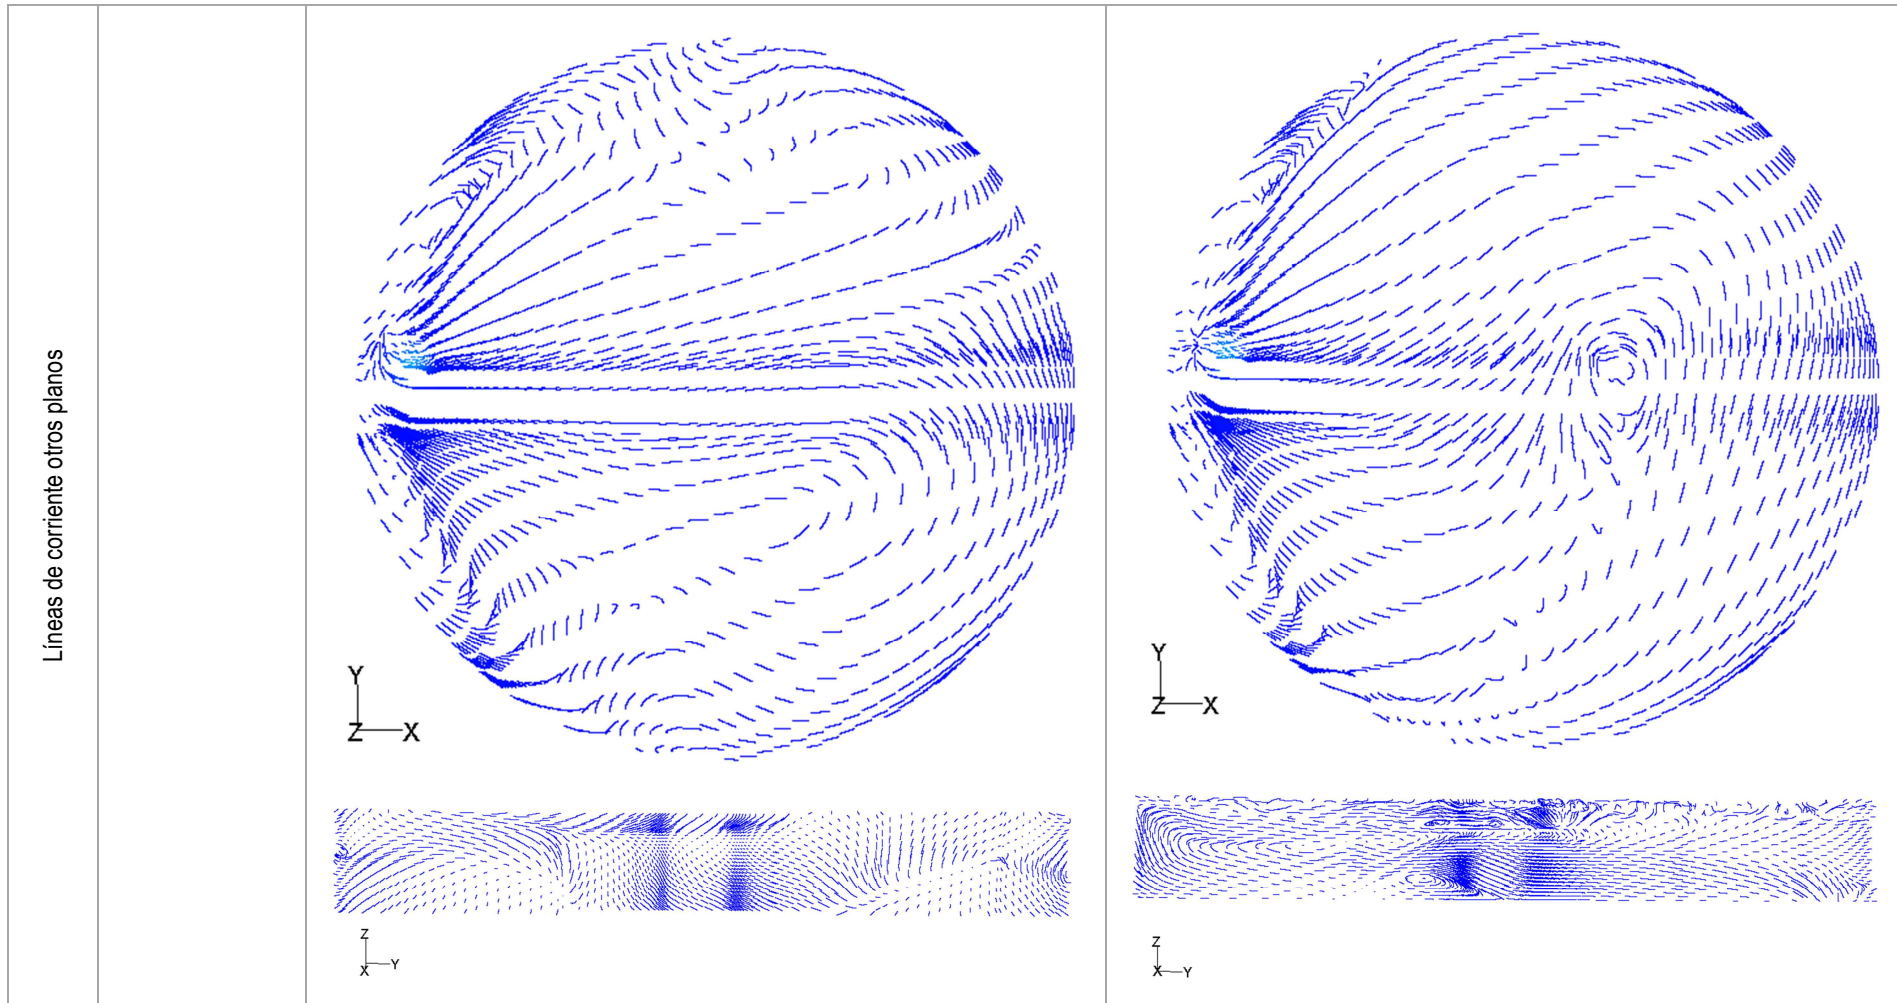 Líneas de corriente otros planos
Y
Z X
Y
Z X
Z
X Y
Z
X Y